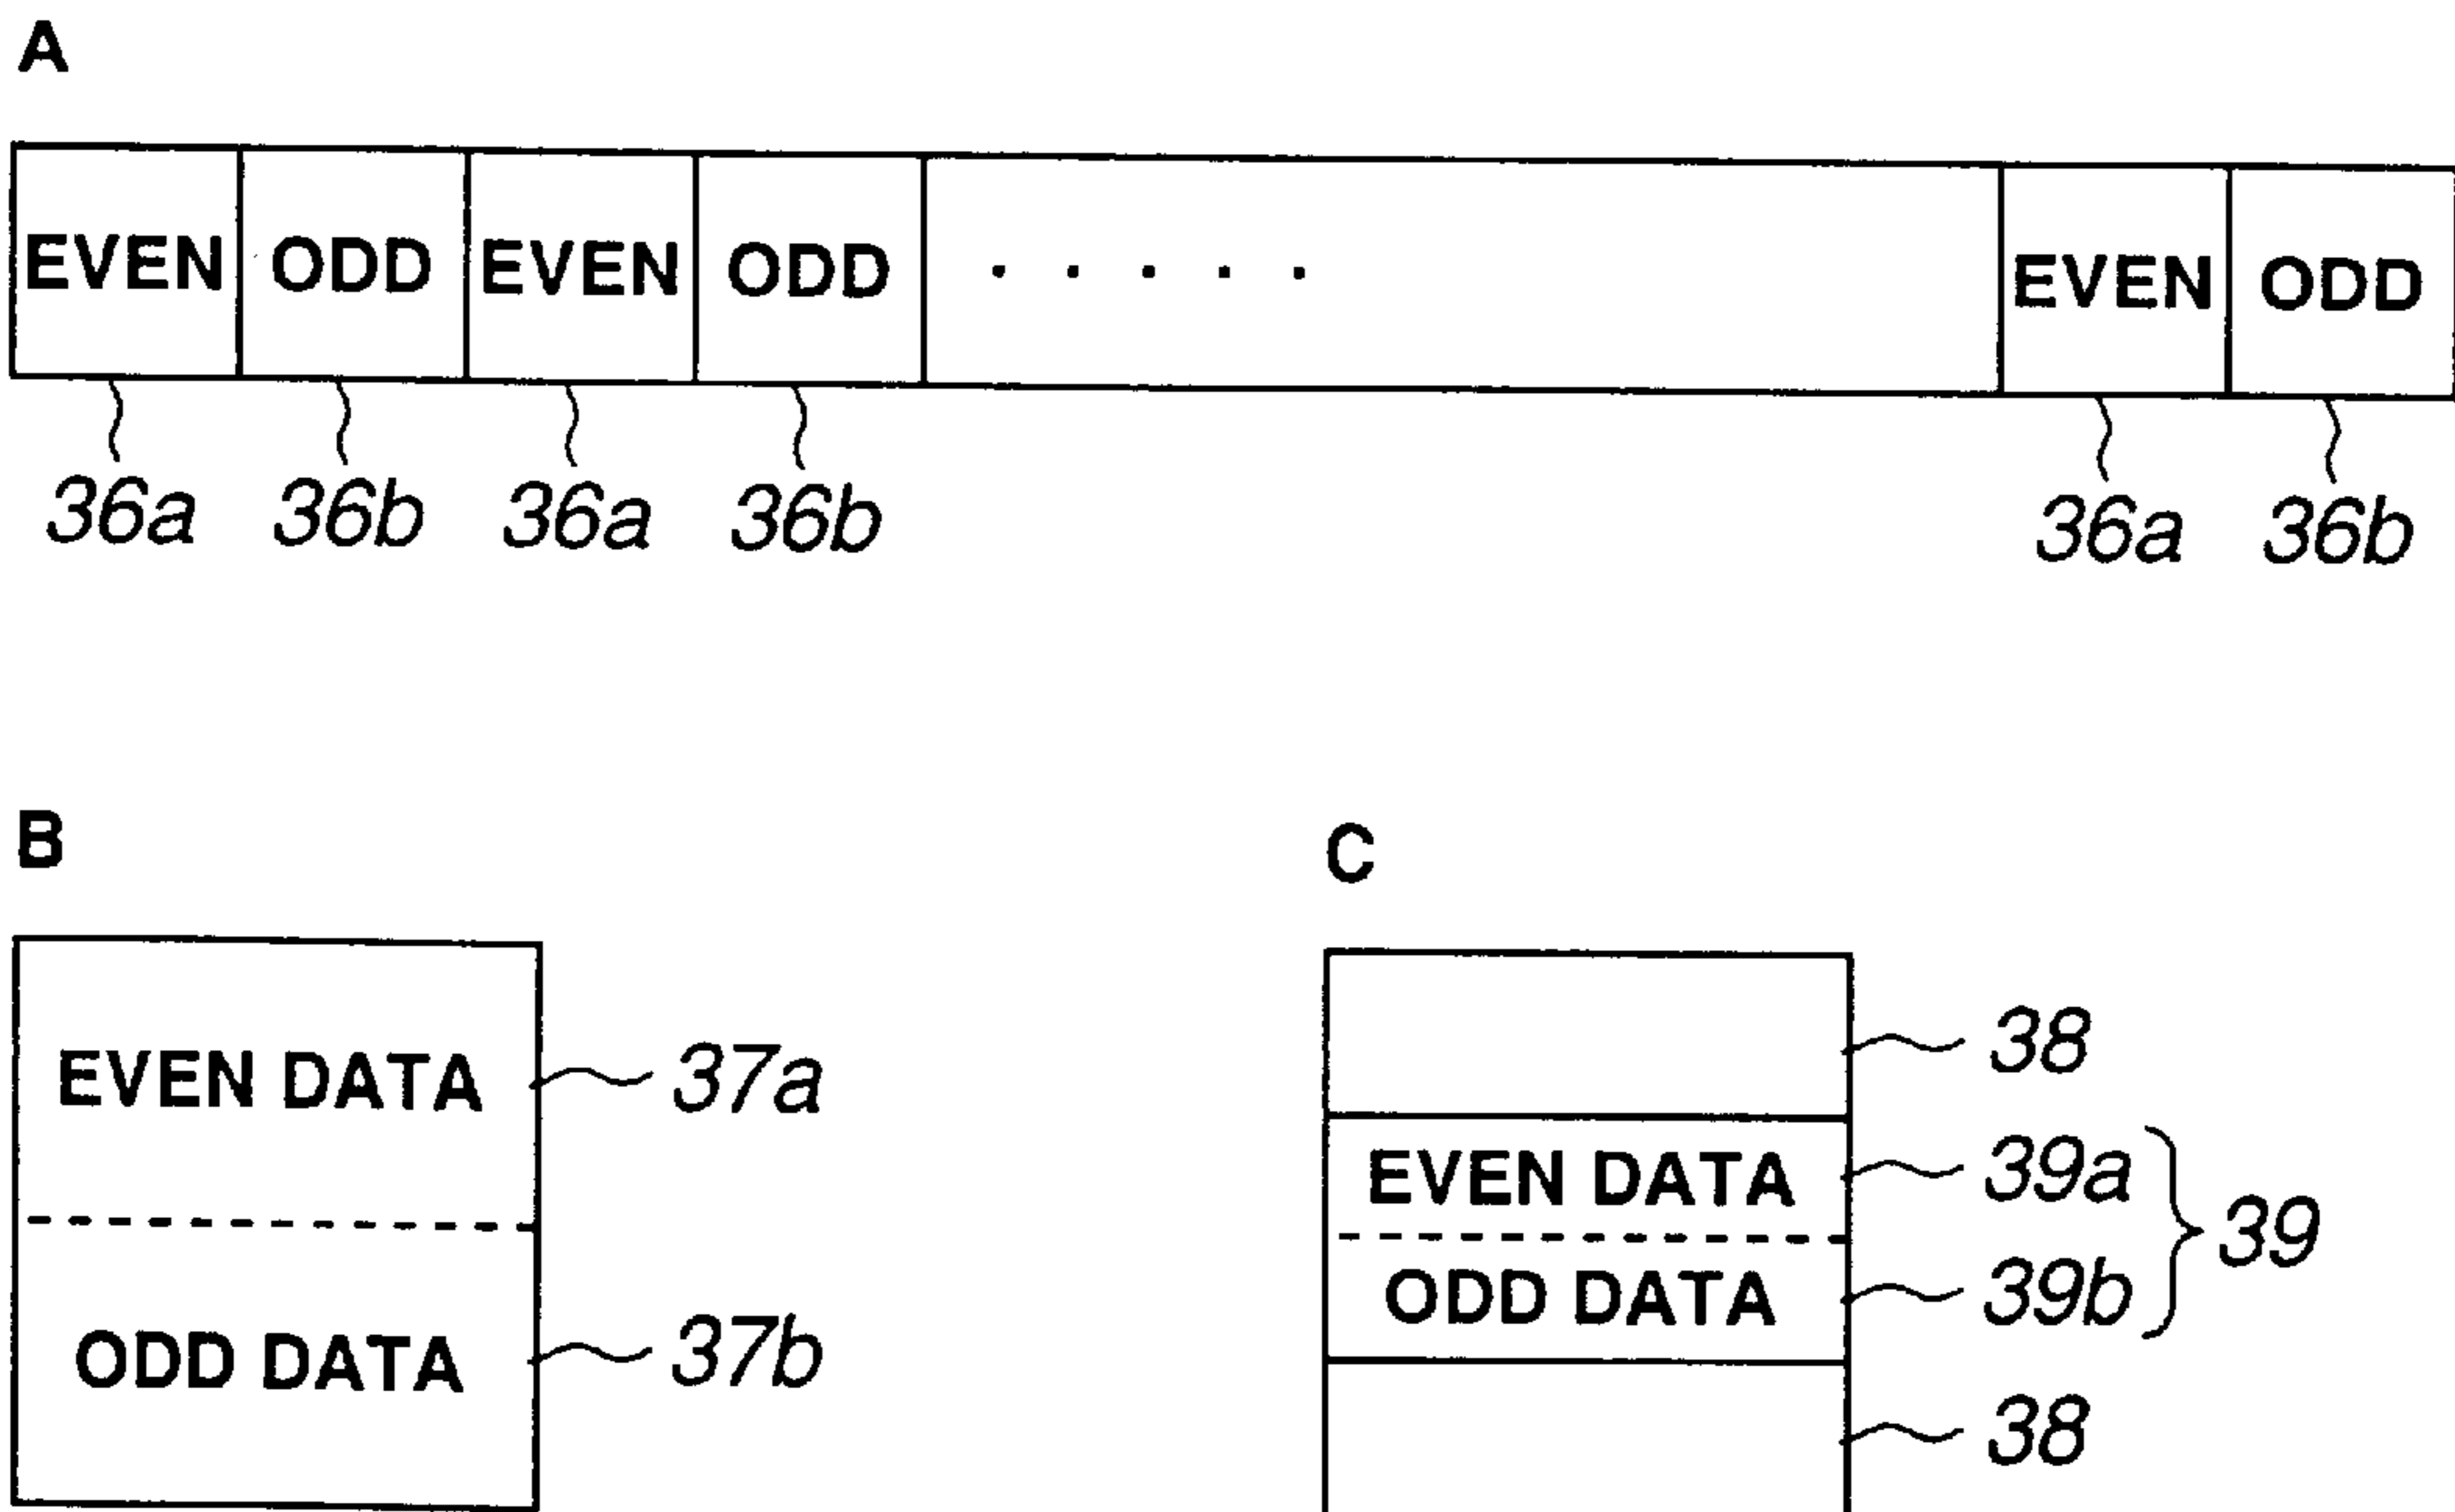 A
EVEN ODD EVEN ODD . . . . . EVEN ODD
36a 36b 36a 36b 36a 36b
B
EVEN DATA 37a
ODD DATA 37b
C
38
EVEN DATA 39a
39
ODD DATA 39b
38